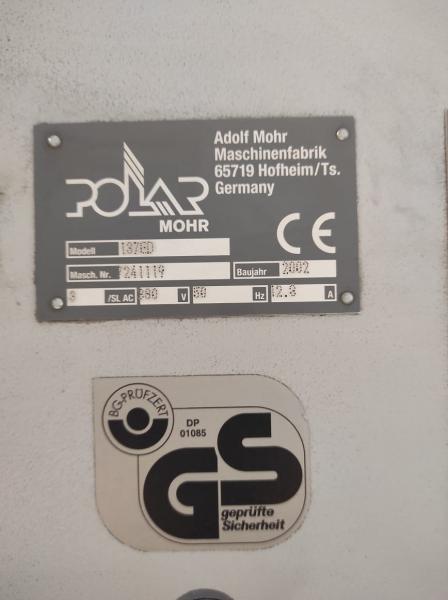 POLAR
MOHR
Adolf Mohr
Maschinenfabrik
65719 Hofheim/Ts.
Germany
CE
Modell 137ED
Masch. Nr. 7241119 Baujahr 2002
3 /SL AC 380 V 50 Hz 12.8 A
BG-PRÜFZERT
DP
01085
GS
geprüfte
Sicherheit